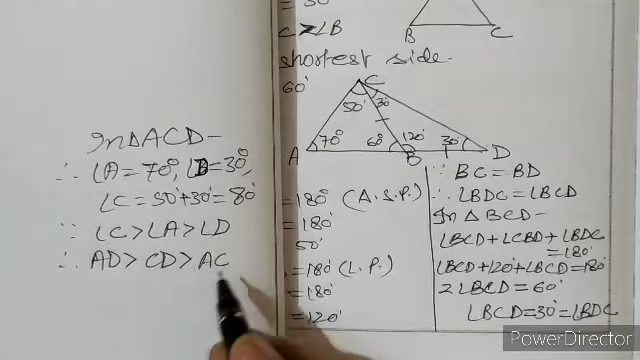 In ΔACD-
∴ ∠A=70°, ∠D=30°,
∠C=50°+30°=80°
∵ ∠C>∠A>∠D
∴ AD>CD>AC
C>∠B
B C
shortest side-
60°
C
50° 30°
70° 60° 120° 30°
A B D
=180° (A.S.P.)
=180°
50°
=180° (L.P.)
=180°
=120°
∵ BC=BD
∴ ∠BDC=∠BCD
In ΔBCD-
∠BCD+∠CBD+∠BDC
=180°
∠BCD+120°+∠BCD=180°
2∠BCD=60°
∠BCD=30°=∠BDC
PowerDirector